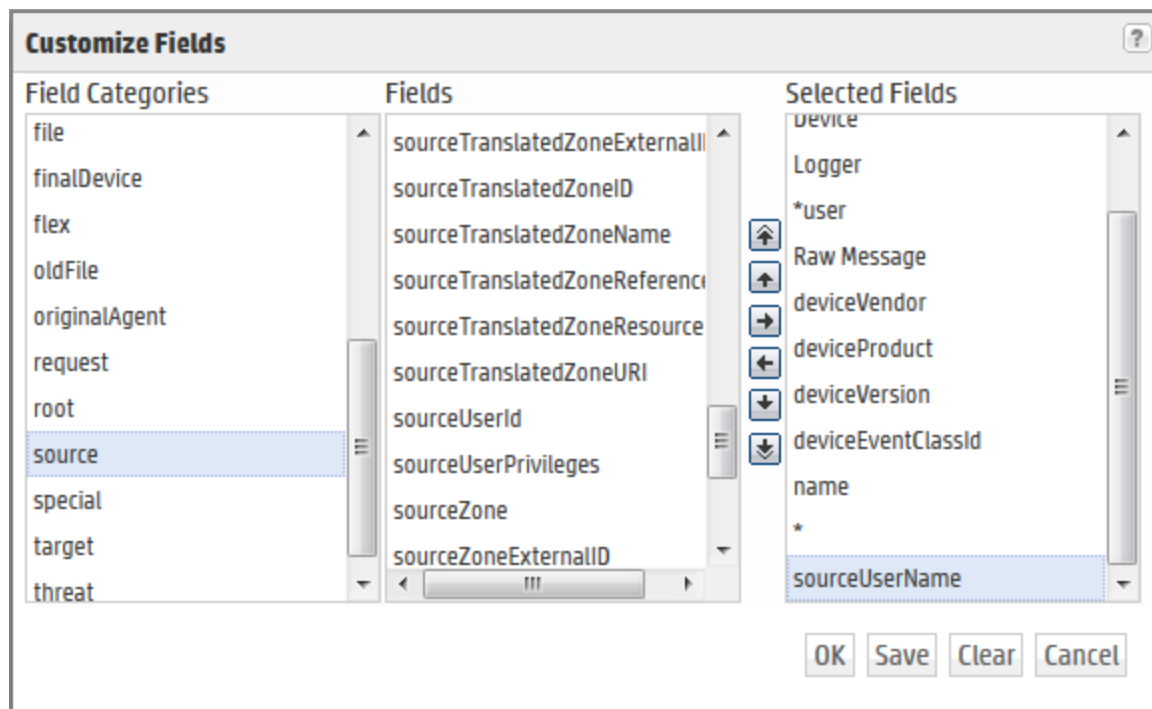 Customize Fields
?
Field Categories
file
finalDevice
flex
oldFile
originalAgent
request
root
source
special
target
threat
Fields
sourceTranslatedZoneExternalI
sourceTranslatedZoneID
sourceTranslatedZoneName
sourceTranslatedZoneReference
sourceTranslatedZoneResource
sourceTranslatedZoneURI
sourceUserId
sourceUserPrivileges
sourceZone
sourceZoneExternalID
Selected Fields
Device
Logger
*user
Raw Message
deviceVendor
deviceProduct
deviceVersion
deviceEventClassId
name
*
sourceUserName
OK Save Clear Cancel